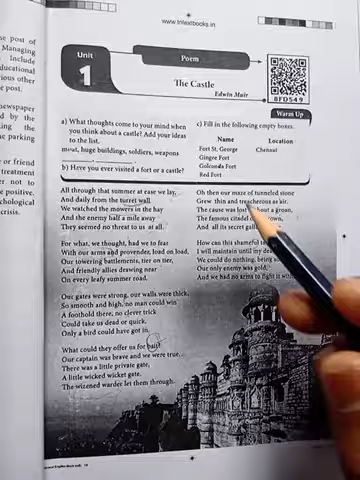 www.tntextbooks.in
e post of
Managing
Include
ducational
ious other
e post.
newspaper
d by the
king the
parking
e or friend
treatment
er not to
e positive.
chological
crisis.
Unit
1
Poem
The Castle
Edwin Muir
8FD549
Warm Up
a) What thoughts come to your mind when
you think about a castle? Add your ideas
to the list.
moat, huge buildings, soldiers, weapons
b) Have you ever visited a fort or a castle?
c) Fill in the following empty boxes.
Name Location
Fort St. George Chennai
Gingee Fort
Golconda Fort
Red Fort
All through that summer at ease we lay,
And daily from the turret wall
We watched the mowers in the hay
And the enemy half a mile away
They seemed no threat to us at all.
For what, we thought, had we to fear
With our arms and provender, load on load,
Our towering battlements, tier on tier,
And friendly allies drawing near
On every leafy summer road.
Our gates were strong, our walls were thick,
So smooth and high, no man could win
A foothold there, no clever trick
Could take us dead or quick,
Only a bird could have got in.
What could they offer us for bait?
Our captain was brave and we were true...
There was a little private gate,
A little wicked wicket gate.
The wizened warder let them through.
Oh then our maze of tunneled stone
Grew thin and treacherous as air.
The cause was lost without a groan,
The famous citadel
And all its secret gall
How can this shameful
I will maintain until my
We could do nothing, being
Our only enemy was gold,
And we had no arms to fight it